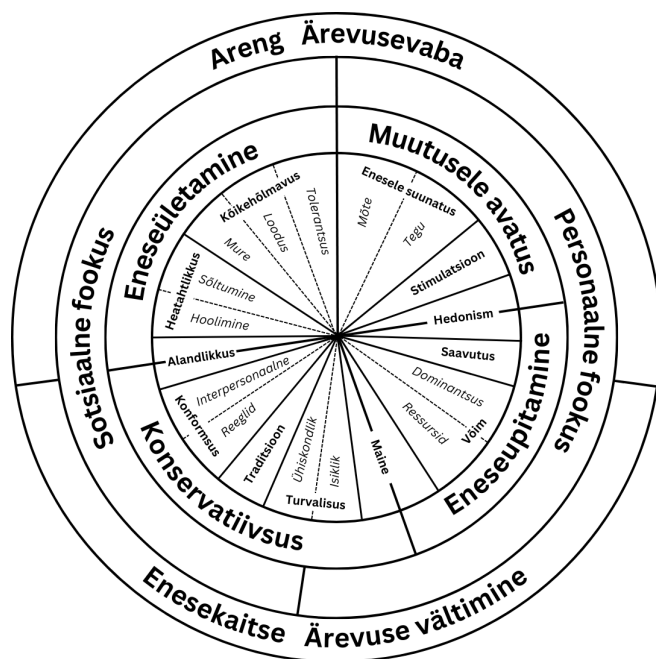 Areng Ärevusevaba
Muutusele avatus
Eneseületamine
Kõikehõlmavus
Enesele suunatus
Mõte
Tegu
Tolerantsus
Loodus
Mure
Stimulatsioon
Hedonism
Personaalne fookus
Sotsiaalne fookus
Heatahtlikkus
Sõltumine
Hoolimine
Saavutus
Alandlikkus
Interpersonaalne
Dominantsus
Ressursid
Võim
Eneseupitamine
Konformsus
Reeglid
Traditsioon
Ühiskondlik
Isiklik
Maine
Turvalisus
Konservatiivsus
Enesekaitse Ärevuse vältimine